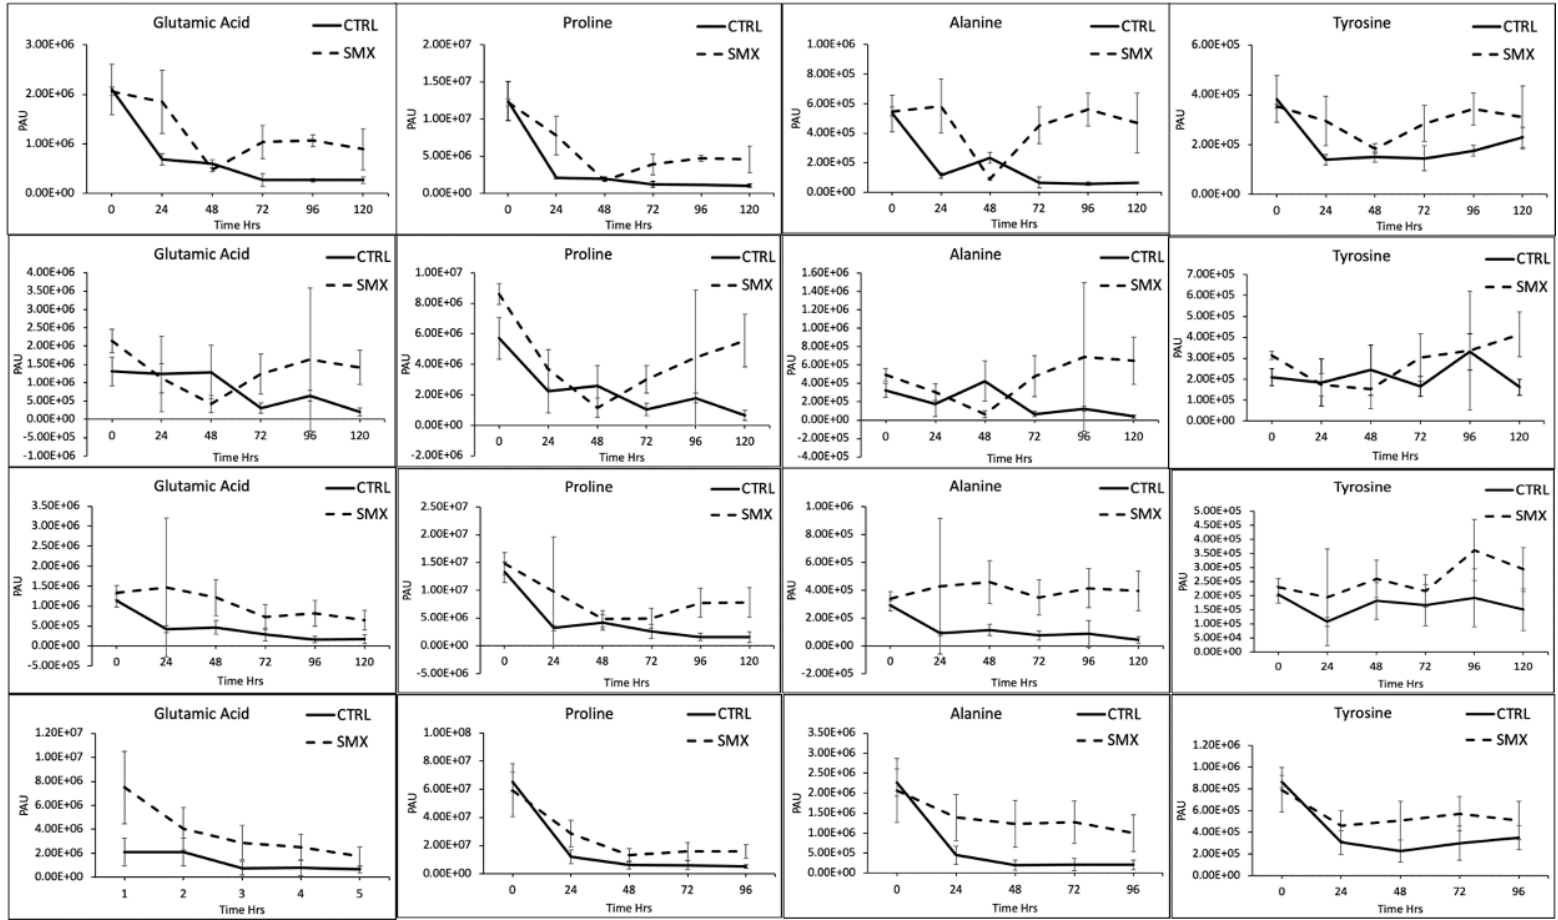 Glutamic Acid
CTRL
SMX
3.00E+06
2.00E+06
1.00E+06
0.00E+00
PAU
0 24 48 72 96 120
Time Hrs
Proline
CTRL
SMX
2.00E+07
1.50E+07
1.00E+07
5.00E+06
0.00E+00
PAU
0 24 48 72 96 120
Time Hrs
Alanine
CTRL
SMX
1.00E+06
8.00E+05
6.00E+05
4.00E+05
2.00E+05
0.00E+00
PAU
0 24 48 72 96 120
Time Hrs
Tyrosine
CTRL
SMX
6.00E+05
4.00E+05
2.00E+05
0.00E+00
PAU
0 24 48 72 96 120
Time Hrs
Glutamic Acid
CTRL
SMX
4.00E+06
3.50E+06
3.00E+06
2.50E+06
2.00E+06
1.50E+06
1.00E+06
5.00E+05
0.00E+00
-5.00E+05
-1.00E+06
PAU
0 24 48 72 96 120
Time Hrs
Proline
CTRL
SMX
1.00E+07
8.00E+06
6.00E+06
4.00E+06
2.00E+06
0.00E+00
-2.00E+06
PAU
0 24 48 72 96 120
Time Hrs
Alanine
CTRL
SMX
1.60E+06
1.40E+06
1.20E+06
1.00E+06
8.00E+05
6.00E+05
4.00E+05
2.00E+05
0.00E+00
-2.00E+05
-4.00E+05
PAU
0 24 48 72 96 120
Time Hrs
Tyrosine
CTRL
SMX
7.00E+05
6.00E+05
5.00E+05
4.00E+05
3.00E+05
2.00E+05
1.00E+05
0.00E+00
PAU
0 24 48 72 96 120
Time Hrs
Glutamic Acid
CTRL
SMX
3.50E+06
3.00E+06
2.50E+06
2.00E+06
1.50E+06
1.00E+06
5.00E+05
0.00E+00
-5.00E+05
PAU
0 24 48 72 96 120
Time Hrs
Proline
CTRL
SMX
2.50E+07
2.00E+07
1.50E+07
1.00E+07
5.00E+06
0.00E+00
-5.00E+06
PAU
0 24 48 72 96 120
Time Hrs
Alanine
CTRL
SMX
1.00E+06
8.00E+05
6.00E+05
4.00E+05
2.00E+05
0.00E+00
-2.00E+05
PAU
0 24 48 72 96 120
Time Hrs
Tyrosine
CTRL
SMX
5.00E+05
4.50E+05
4.00E+05
3.50E+05
3.00E+05
2.50E+05
2.00E+05
1.50E+05
1.00E+05
5.00E+04
0.00E+00
PAU
0 24 48 72 96 120
Time Hrs
Glutamic Acid
CTRL
SMX
1.20E+07
1.00E+07
8.00E+06
6.00E+06
4.00E+06
2.00E+06
0.00E+00
PAU
1 2 3 4 5
Time Hrs
Proline
CTRL
SMX
1.00E+08
8.00E+07
6.00E+07
4.00E+07
2.00E+07
0.00E+00
PAU
0 24 48 72 96
Time Hrs
Alanine
CTRL
SMX
3.50E+06
3.00E+06
2.50E+06
2.00E+06
1.50E+06
1.00E+06
5.00E+05
0.00E+00
PAU
0 24 48 72 96
Time Hrs
Tyrosine
CTRL
SMX
1.20E+06
1.00E+06
8.00E+05
6.00E+05
4.00E+05
2.00E+05
0.00E+00
PAU
0 24 48 72 96
Time Hrs